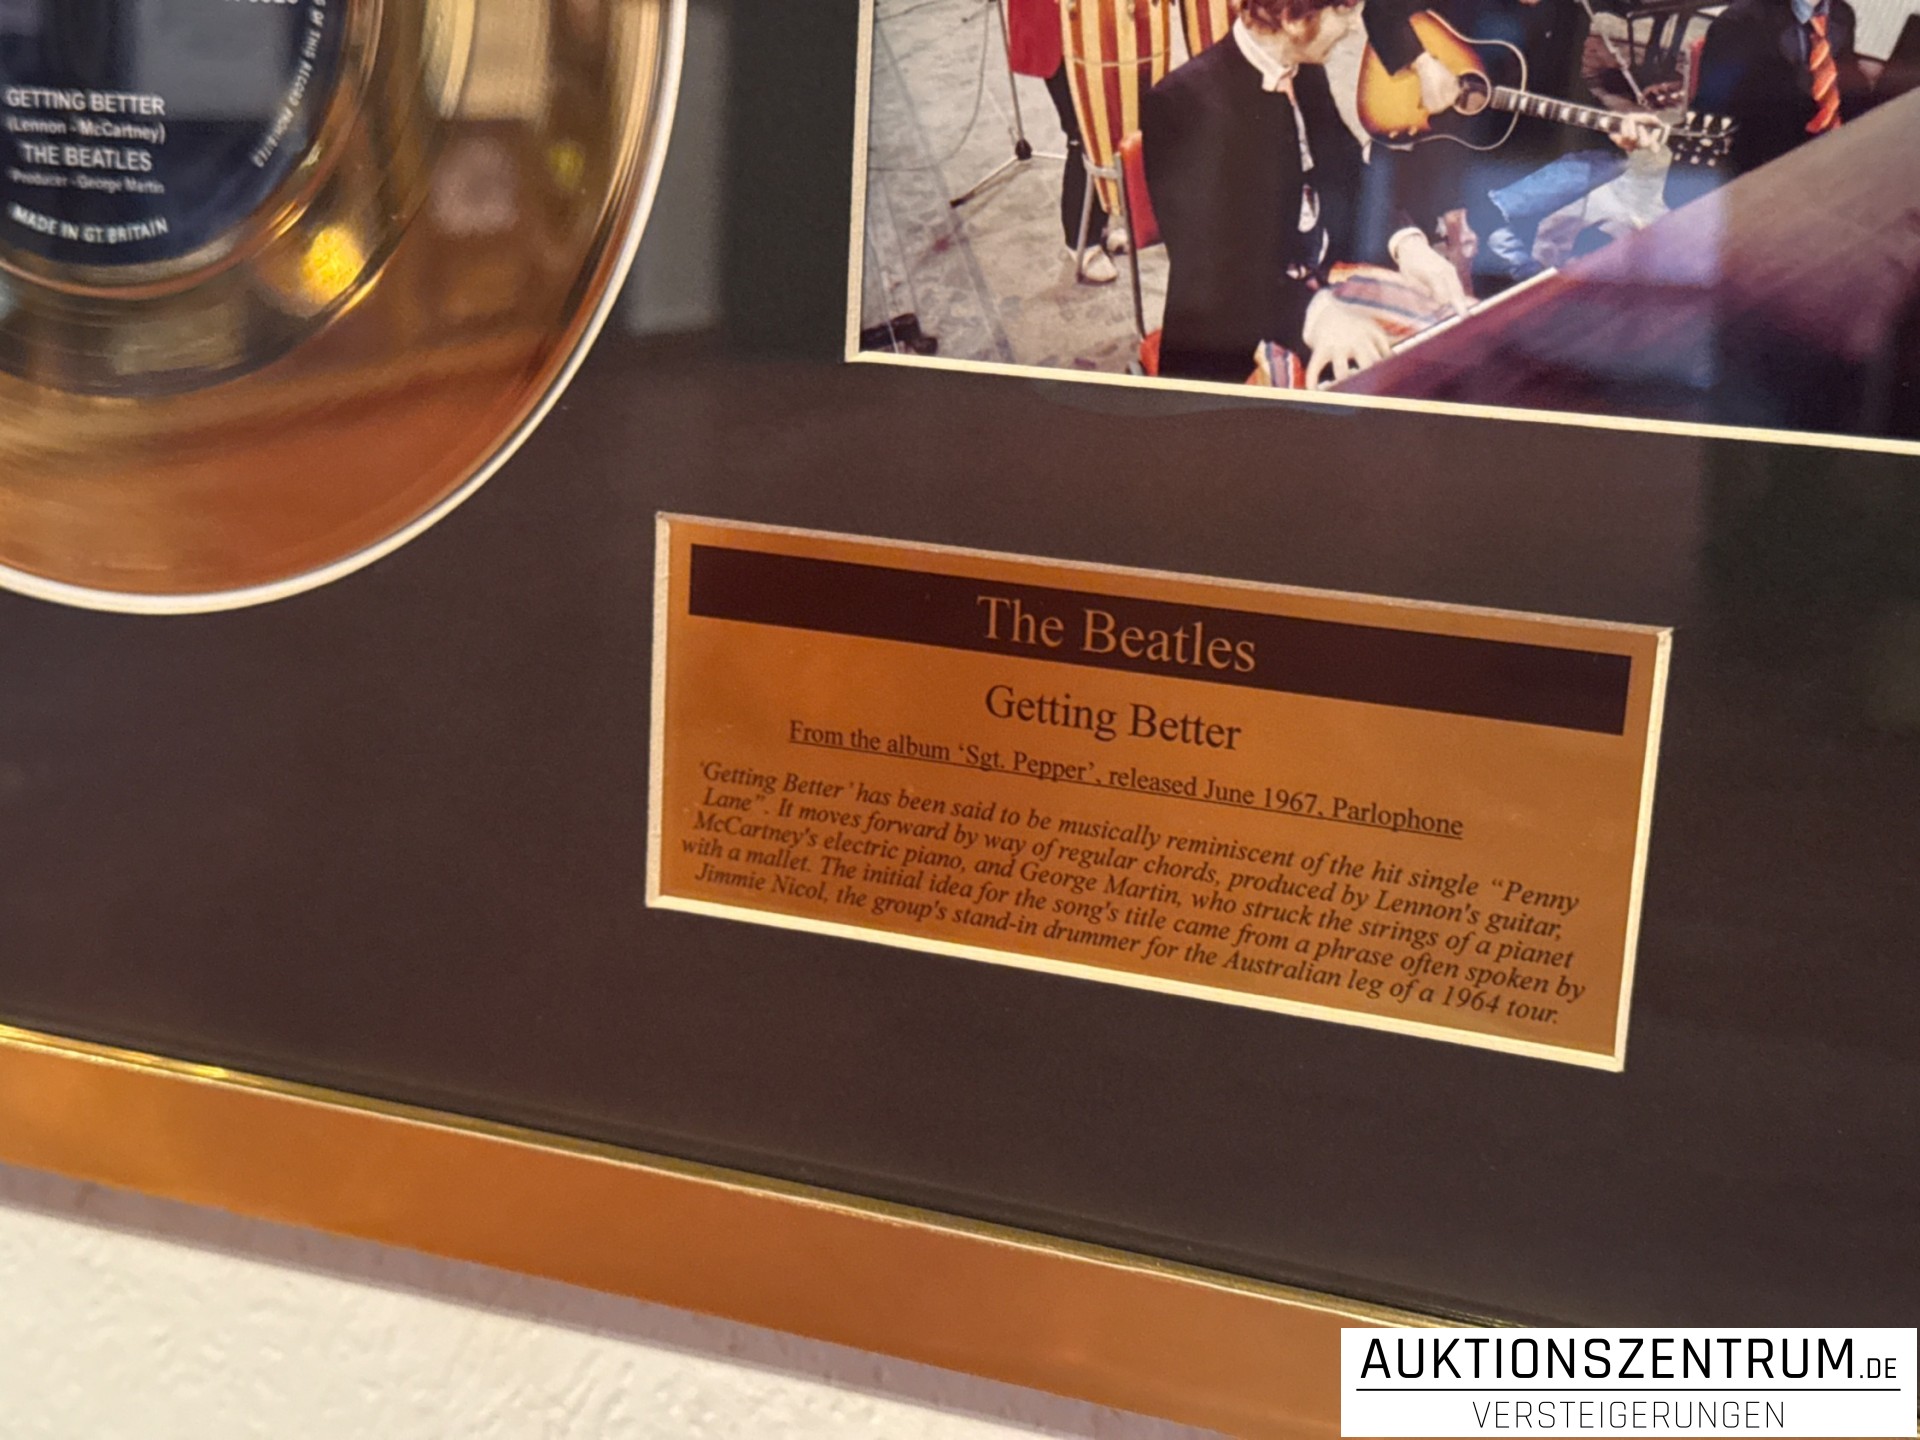 OF THIS RECORD PROHIBITED
GETTING BETTER
(Lennon - McCartney)
THE BEATLES
Producer - George Martin
MADE IN GT. BRITAIN
The Beatles
Getting Better
From the album ‘Sgt. Pepper’, released June 1967, Parlophone
‘Getting Better’ has been said to be musically reminiscent of the hit single “Penny
Lane”. It moves forward by way of regular chords, produced by Lennon's guitar,
McCartney's electric piano, and George Martin, who struck the strings of a pianet
with a mallet. The initial idea for the song's title came from a phrase often spoken by
Jimmie Nicol, the group's stand-in drummer for the Australian leg of a 1964 tour.
AUKTIONSZENTRUM.DE
VERSTEIGERUNGEN